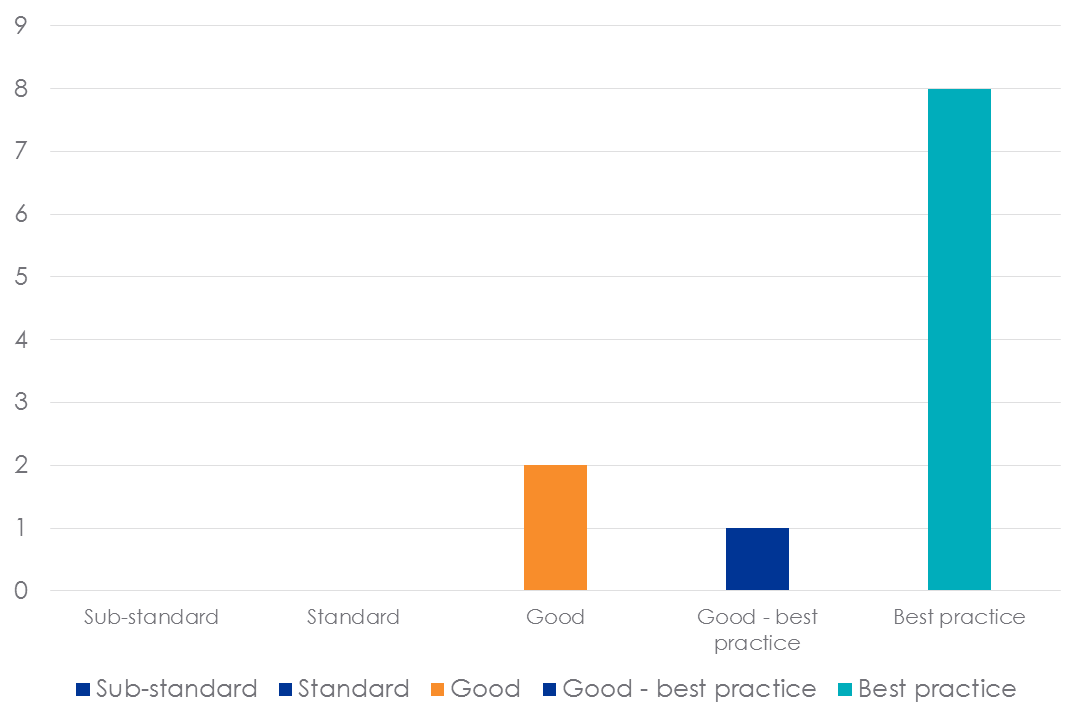 9
8
7
6
5
4
3
2
1
0
Sub-standard
Standard
Good
Good - best
practice
Best practice
Sub-standard Standard Good Good - best practice Best practice